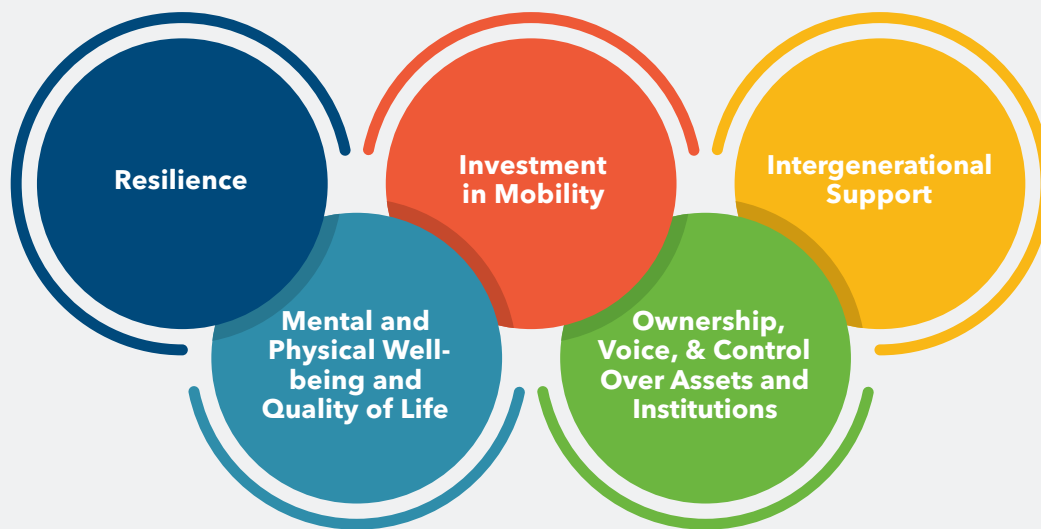 Resilience
Mental and
Physical Well-
being and
Quality of Life
Investment
in Mobility
Ownership,
Voice, & Control
Over Assets and
Institutions
Intergenerational
Support